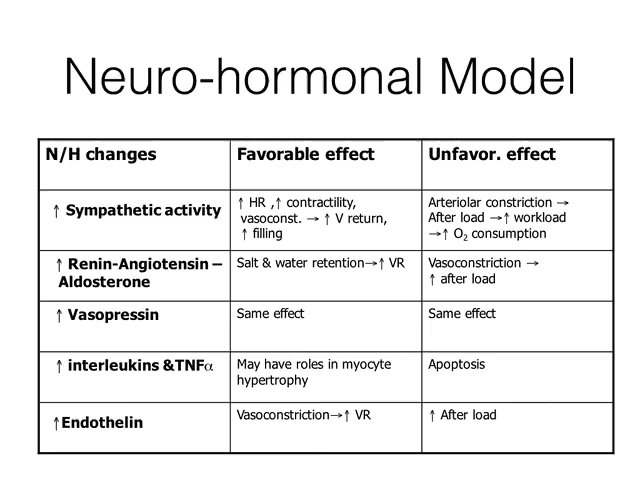 Neuro-hormonal Model
N/H changes
Favorable effect
Unfavor. effect
↑ Sympathetic activity
↑ HR ,↑ contractility,
vasoconst. → ↑ V return,
↑ filling
Arteriolar constriction →
After load →↑ workload
→↑ O₂ consumption
↑ Renin-Angiotensin –
Aldosterone
Salt & water retention→↑ VR
Vasoconstriction →
↑ after load
↑ Vasopressin
Same effect
Same effect
↑ interleukins &TNFα
May have roles in myocyte
hypertrophy
Apoptosis
↑Endothelin
Vasoconstriction→↑ VR
↑ After load